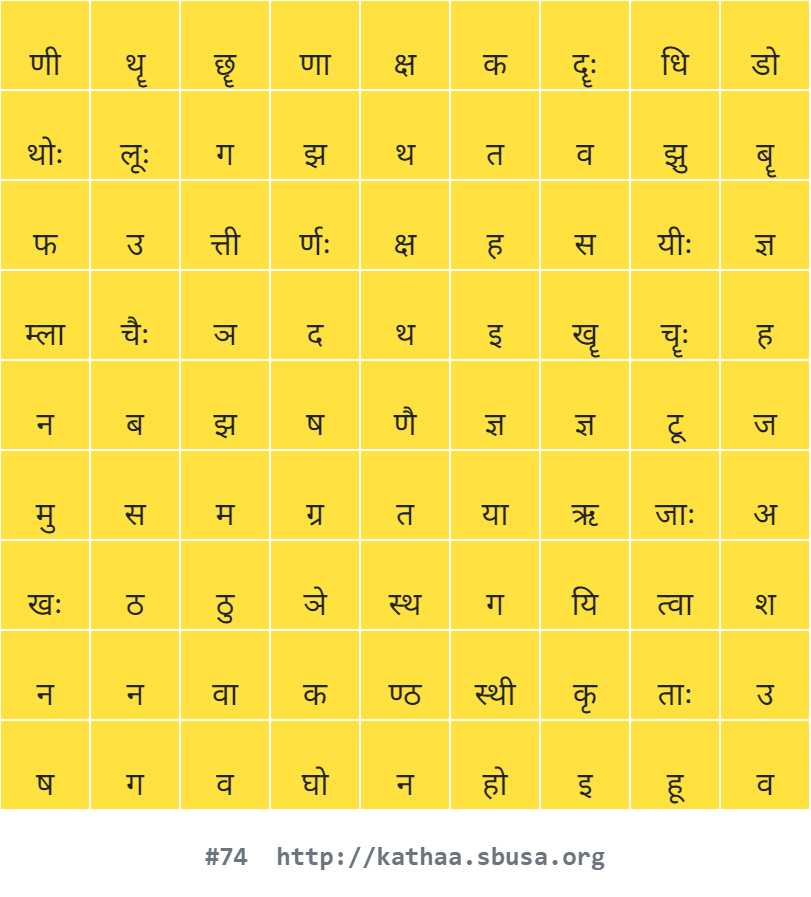 णी थॄ छॄ णा क्ष क दॄः धि डो
थोः लूः ग झ थ त व झु बॄ
फ उ त्ती र्णः क्ष ह स यीः ज्ञ
म्ला चैः ञ द थ इ खॄ चॄः ह
न ब झ ष णै ज्ञ ज्ञ टू ज
मु स म ग्र त या ऋ जाः अ
खः ठ ठु ञे स्थ ग यि त्वा श
न न वा क ण्ठ स्थी कृ ताः उ
ष ग व घो न हो इ हू व
#74 http://kathaa.sbusa.org